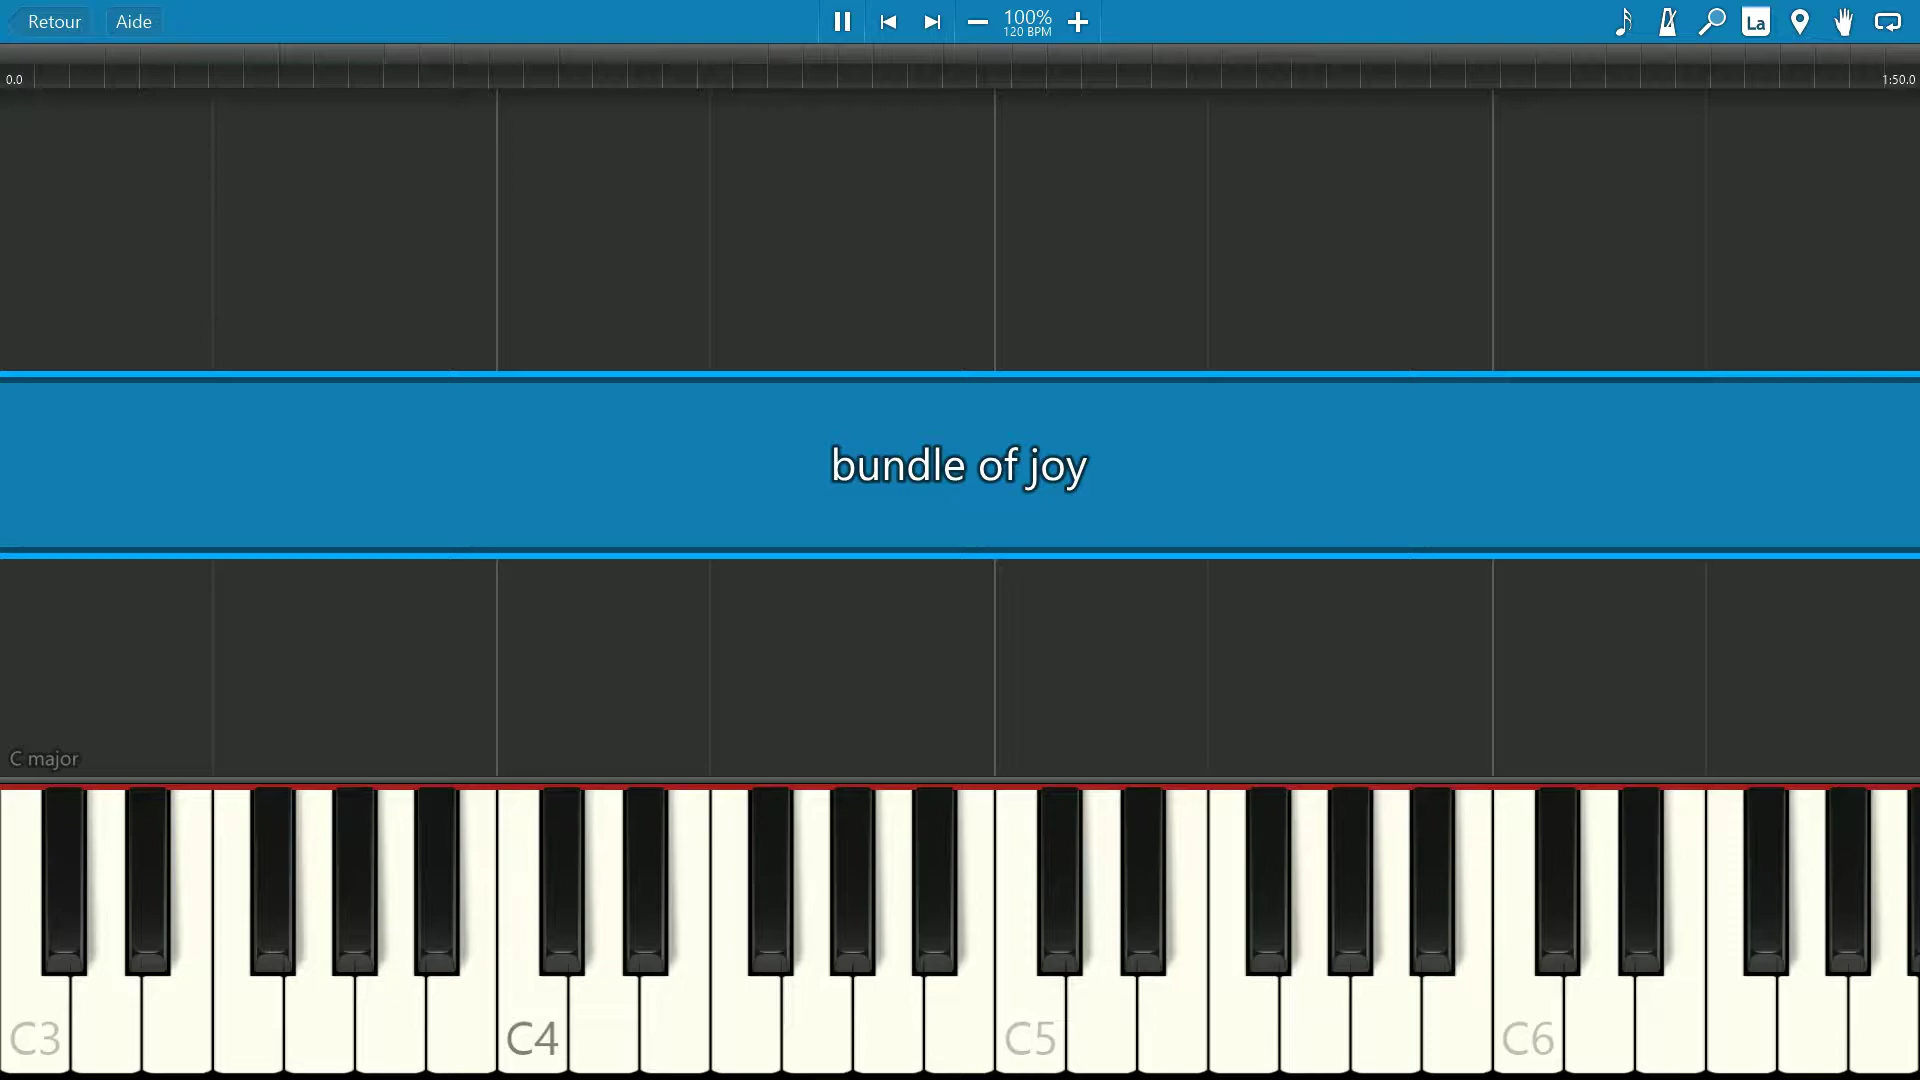 Retour
Aide
100%
120 BPM
La
0.0
1:50.0
bundle of joy
C major
C3
C4
C5
C6